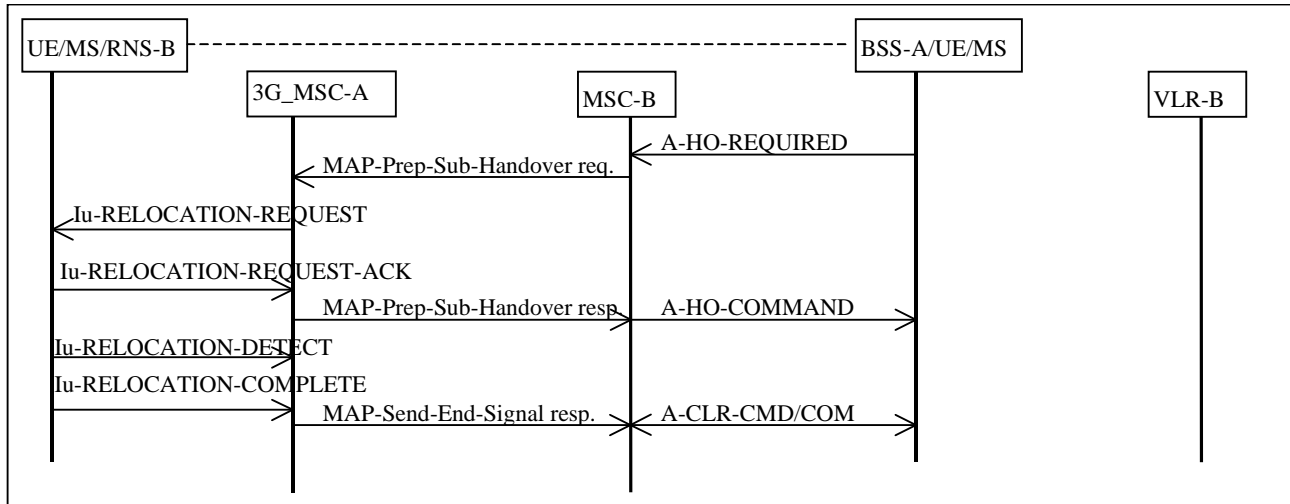 UE/MS/RNS-B
BSS-A/UE/MS
3G_MSC-A
MSC-B
VLR-B
A-HO-REQUIRED
MAP-Prep-Sub-Handover req.
Iu-RELOCATION-REQUEST
Iu-RELOCATION-REQUEST-ACK
MAP-Prep-Sub-Handover resp.
A-HO-COMMAND
Iu-RELOCATION-DETECT
Iu-RELOCATION-COMPLETE
MAP-Send-End-Signal resp.
A-CLR-CMD/COM